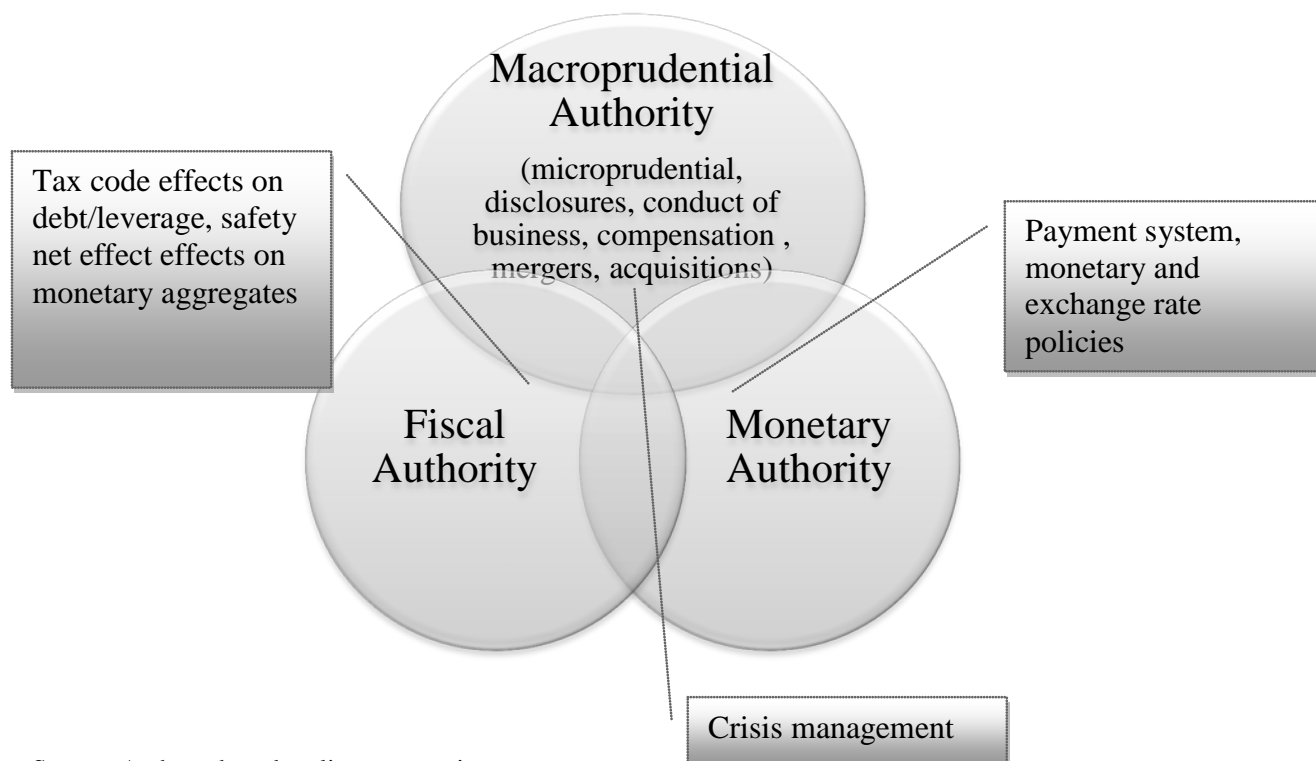 Macroprudential
Authority
(microprudential,
disclosures, conduct of
business, compensation ,
mergers, acquisitions)
Tax code effects on
debt/leverage, safety
net effect effects on
monetary aggregates
Payment system,
monetary and
exchange rate
policies
Fiscal
Authority
Monetary
Authority
Crisis management